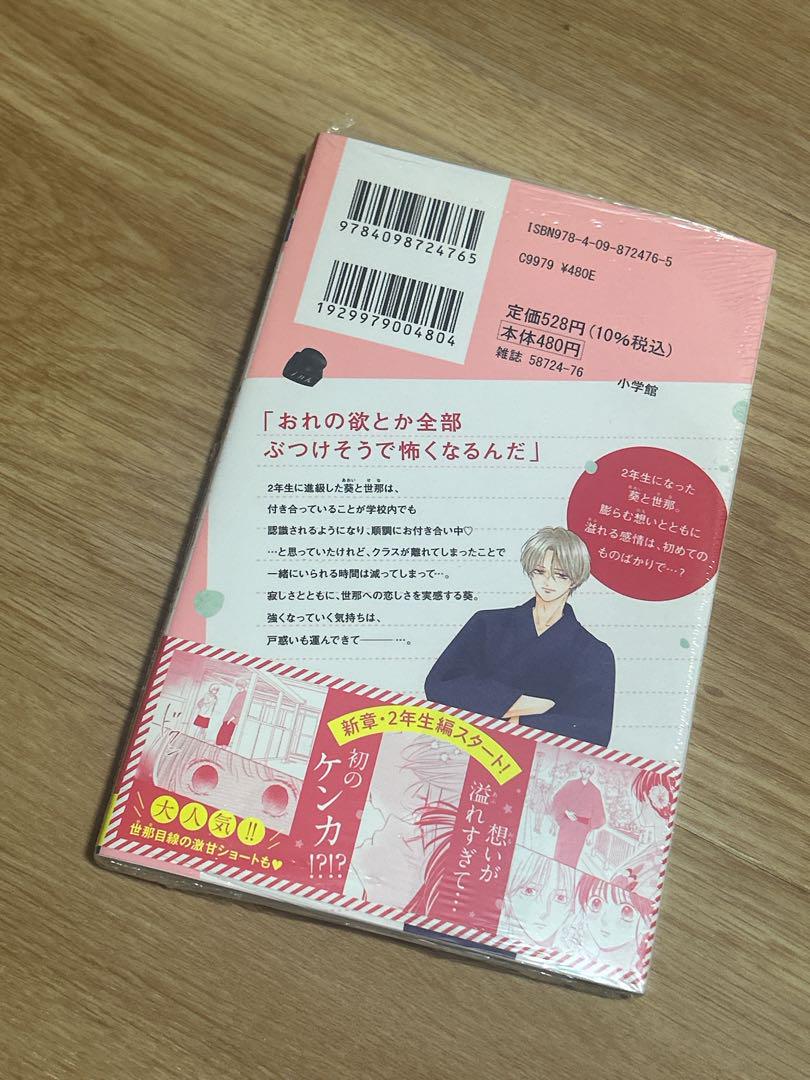 9784098724765
1929979004804
ISBN978-4-09-872476-5
C9979 ¥480E
定価528円(10%税込)
本体480円
雑誌 58724-76
小学館
「おれの欲とか全部
ぶつけそうで怖くなるんだ」
2年生に進級した葵と世那は、
付き合っていることが学校内でも
認識されるようになり、順調にお付き合い中♡
…と思っていたけれど、クラスが離れてしまったことで
一緒にいられる時間は減ってしまって…。
寂しさとともに、世那への恋しさを実感する葵。
強くなっていく気持ちは、
戸惑いも運んできて―――…。
2年生になった
葵と世那。
膨らむ想いとともに
溢れる感情は、初めての
ものばかりで…?
新章・2年生編スタート!
初の
ケンカ
!?!?
想いが
溢れすぎて…
大人気!!
世那目線の激甘ショートも♥